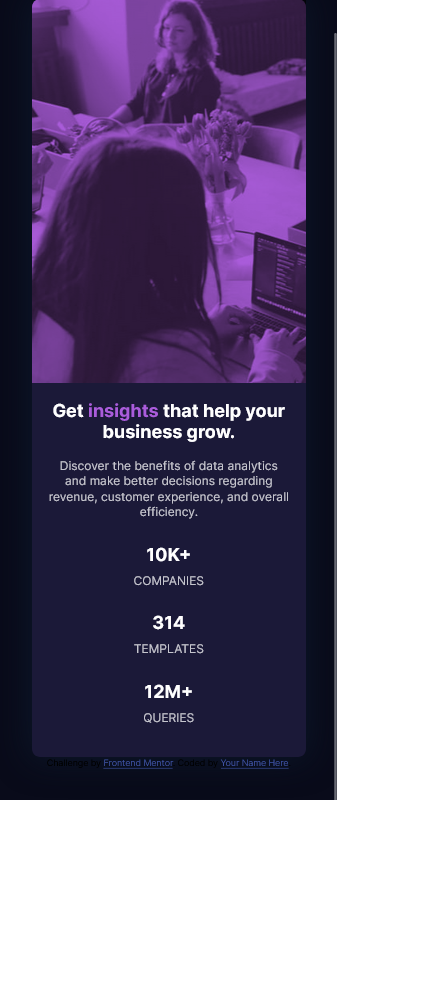 Get insights that help your
business grow.
Discover the benefits of data analytics
and make better decisions regarding
revenue, customer experience, and overall
efficiency.
10K+
COMPANIES
314
TEMPLATES
12M+
QUERIES
Challenge by Frontend Mentor. Coded by Your Name Here.